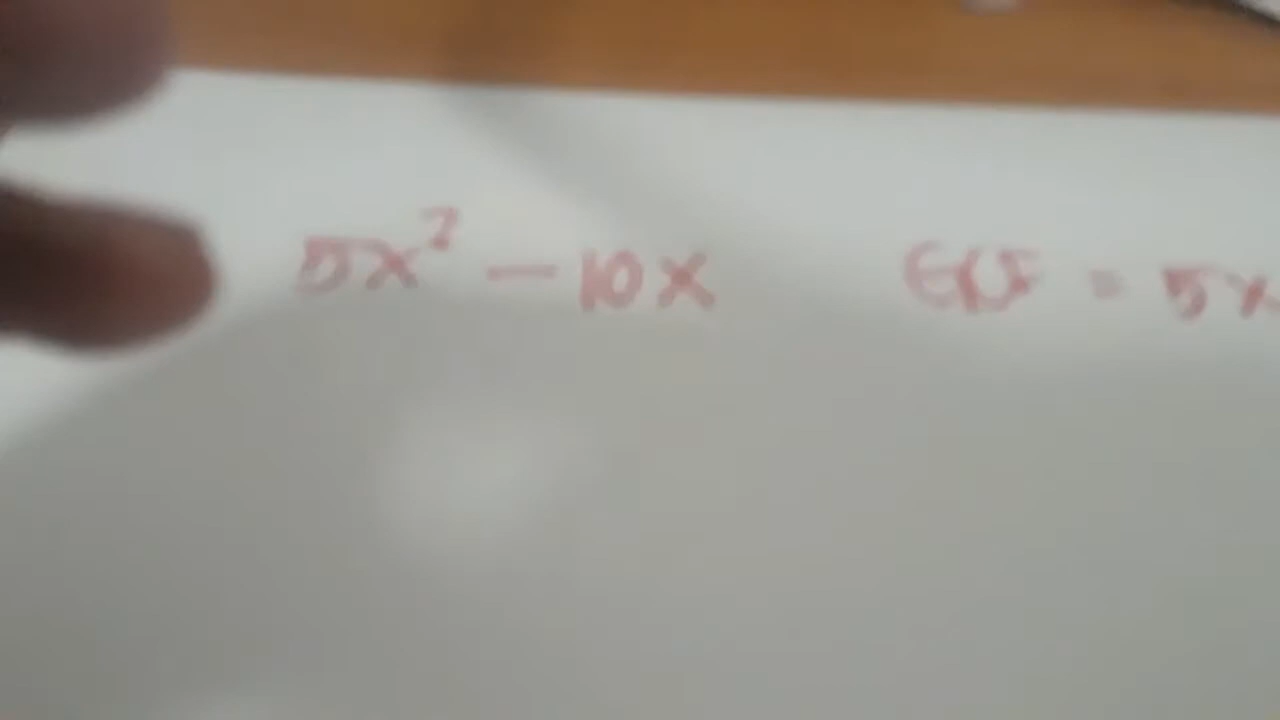 5x² - 10x GCF = 5x